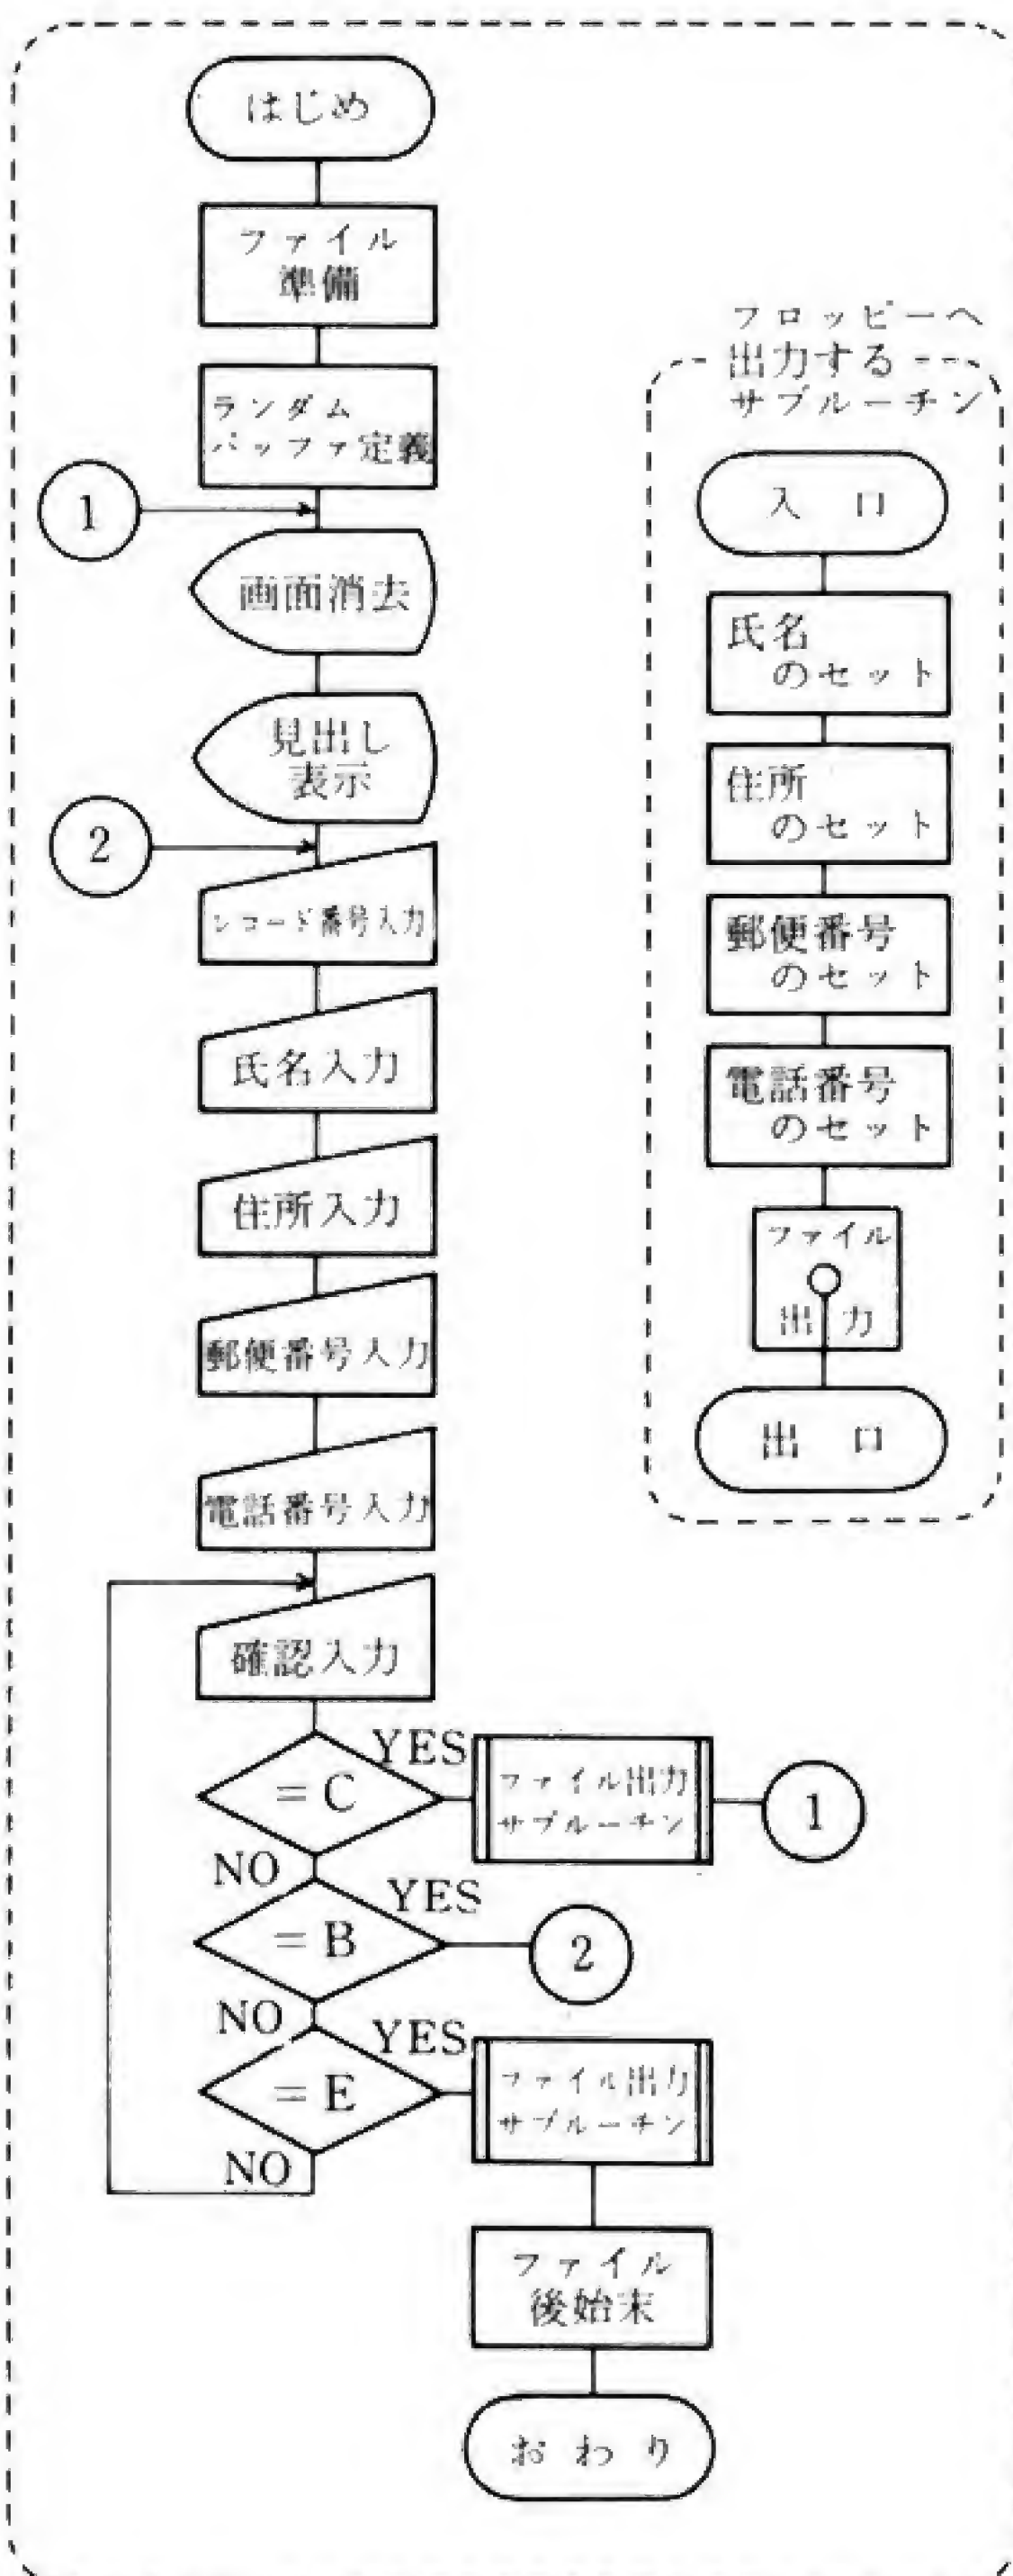 はじめ
ファイル
準備
ランダム
バッファ定義
1
画面消去
見出し
表示
2
レコード番号入力
氏名入力
住所入力
郵便番号入力
電話番号入力
確認入力
= C
YES
NO
ファイル出力
サブルーチン
1
= B
YES
NO
2
= E
YES
NO
ファイル出力
サブルーチン
ファイル
後始末
おわり
フロッピーへ
出力する
サブルーチン
入口
氏名
のセット
住所
のセット
郵便番号
のセット
電話番号
のセット
ファイル
出力
出口